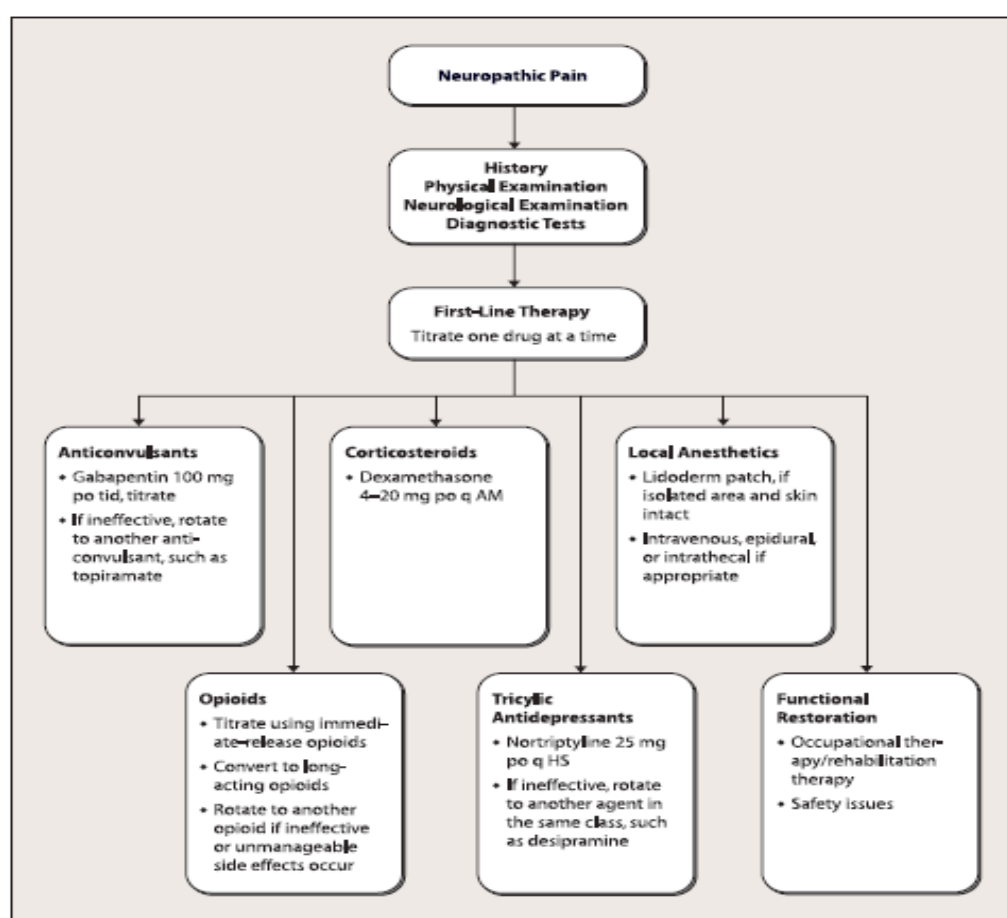 Neuropathic Pain
History
Physical Examination
Neurological Examination
Diagnostic Tests
First–Line Therapy
Titrate one drug at a time
Anticonvulsants
• Gabapentin 100 mg
po tid, titrate
• If ineffective, rotate
to another anti-
convulsant, such as
topiramate
Corticosteroids
• Dexamethasone
4–20 mg po q AM
Local Anesthetics
• Lidoderm patch, if
isolated area and skin
intact
• Intravenous, epidural,
or intrathecal if
appropriate
Opioids
• Titrate using immedi-
ate–release opioids
• Convert to long-
acting opioids
• Rotate to another
opioid if ineffective
or unmanageable
side effects occur
Tricylic
Antidepressants
• Nortriptyline 25 mg
po q HS
• If ineffective, rotate
to another agent in
the same class, such
as desipramine
Functional
Restoration
• Occupational ther-
apy/rehabilitation
therapy
• Safety issues